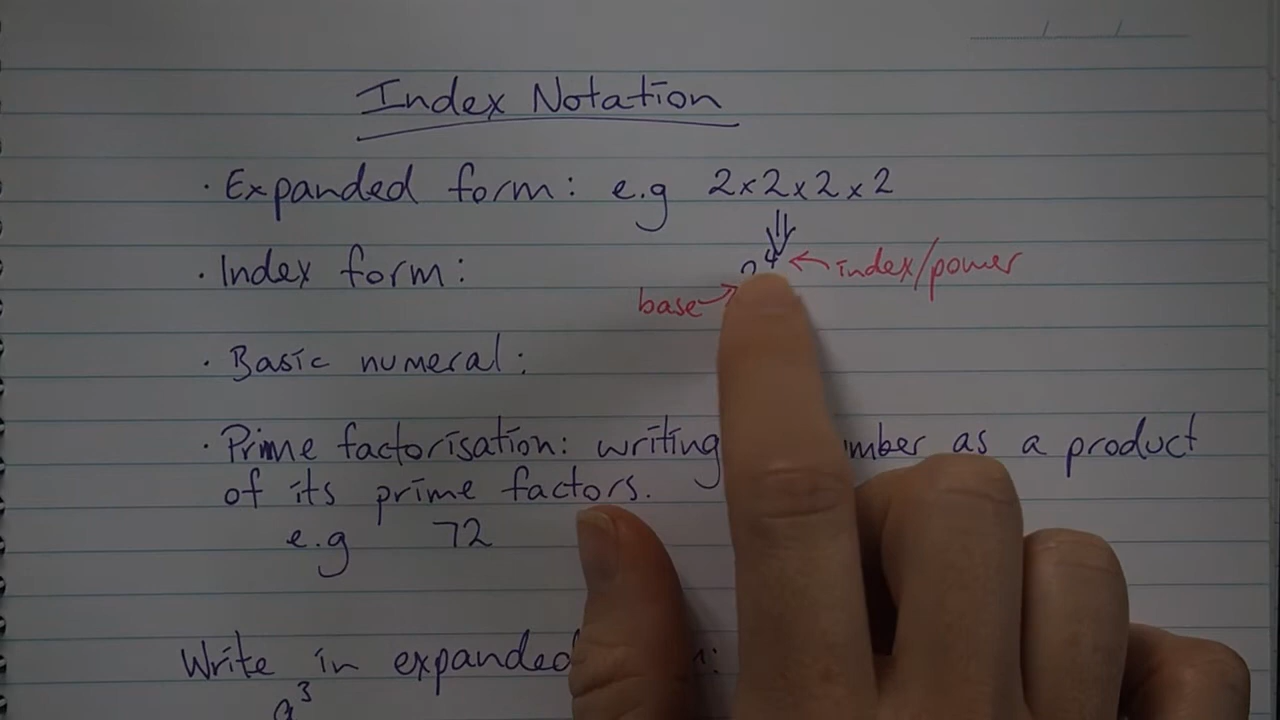 Index Notation
· Expanded form: e.g 2×2×2×2
⇓
· Index form: 4 ← index/power
base →
· Basic numeral:
· Prime factorisation: writing as a product
of its prime factors.
e.g 72
Write in expanded :
a³